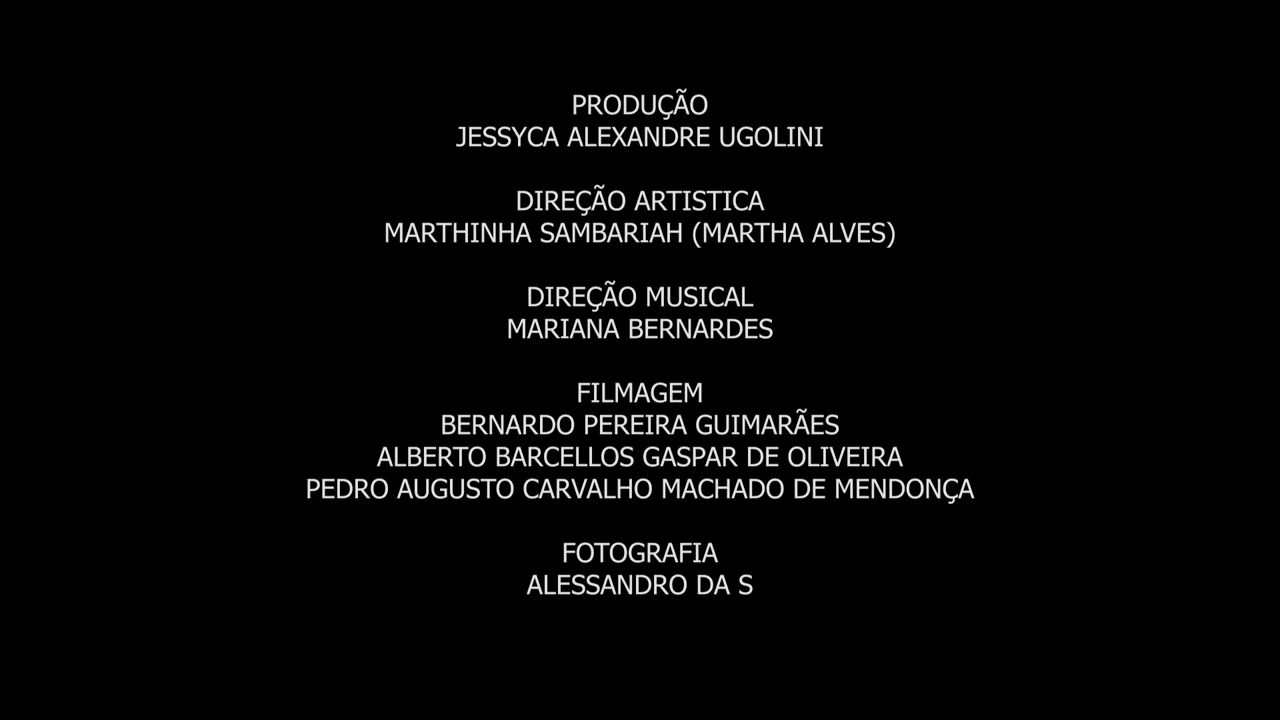 PRODUÇÃO
JESSYCA ALEXANDRE UGOLINI
DIREÇÃO ARTISTICA
MARTHINHA SAMBARIAH (MARTHA ALVES)
DIREÇÃO MUSICAL
MARIANA BERNARDES
FILMAGEM
BERNARDO PEREIRA GUIMARÃES
ALBERTO BARCELLOS GASPAR DE OLIVEIRA
PEDRO AUGUSTO CARVALHO MACHADO DE MENDONÇA
FOTOGRAFIA
ALESSANDRO DA S